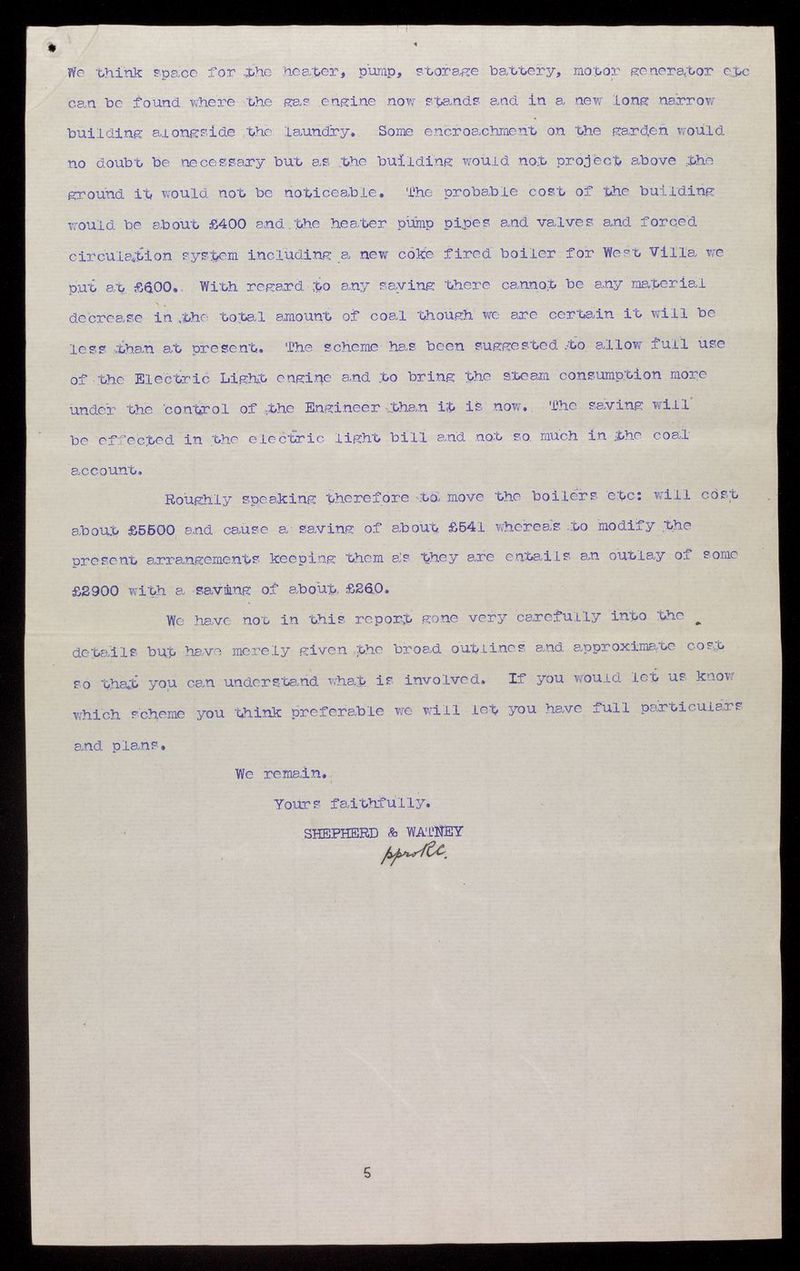 We think space for the heater, pump, storage battery, motor generator etc
can be found where the gas engine now stands and in a new long narrow
building alongside the laundry. Some encroachment on the garden would
no doubt be necessary but as the building would not project above the
ground it would not be noticeable. The probable cost of the building
would be about £400 and the heater pump pipes and valves and forced
circulation system including a new coke fired boiler for West Villa we
put at £600. With regard to any saving there cannot be any material
decrease in the total amount of coal though we are certain it will be
less than at present. The scheme has been suggested to allow full use
of the Electric Light engine and to bring the steam consumption more
under the control of the Engineer than it is now. The saving will
be effected in the electric light bill and not so much in the coal
account.
Roughly speaking therefore to move the boilers etc: will cost
about £5500 and cause a saving of about £541 whereas to modify the
present arrangements keeping them as they are entails an outlay of some
£2900 with a saving of about £260.
We have not in this report gone very carefully into the
details but have merely given the broad outlines and approximate cost
so that you can understand what is involved. If you would let us know
which scheme you think preferable we will let you have full particulars
and plans.
We remain.
Yours faithfully.
SHEPHERD & WATNEY
5